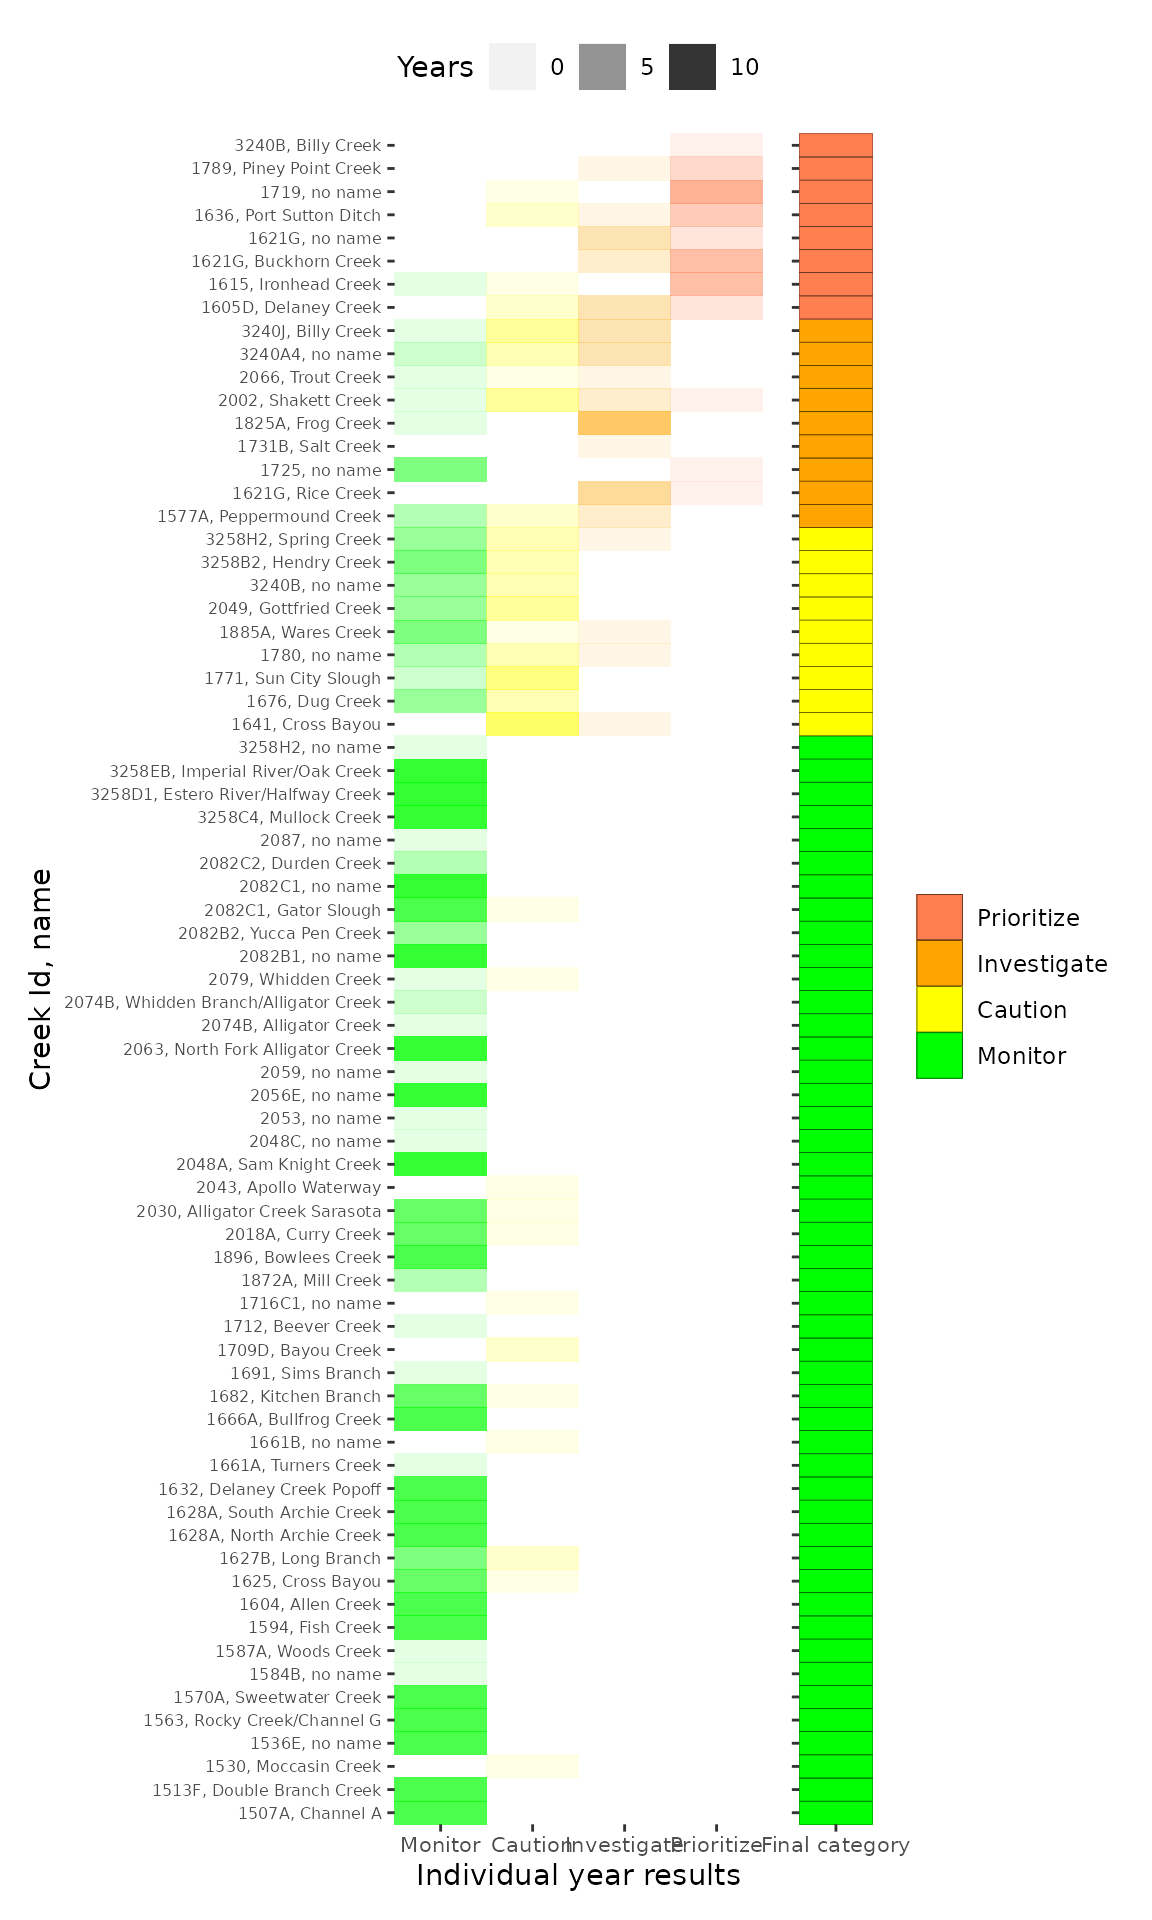 Years 0 5 10
3240B, Billy Creek
1789, Piney Point Creek
1719, no name
1636, Port Sutton Ditch
1621G, no name
1621G, Buckhorn Creek
1615, Ironhead Creek
1605D, Delaney Creek
3240J, Billy Creek
3240A4, no name
2066, Trout Creek
2002, Shakett Creek
1825A, Frog Creek
1731B, Salt Creek
1725, no name
1621G, Rice Creek
1577A, Peppermound Creek
3258H2, Spring Creek
3258B2, Hendry Creek
3240B, no name
2049, Gottfried Creek
1885A, Wares Creek
1780, no name
1771, Sun City Slough
1676, Dug Creek
1641, Cross Bayou
3258H2, no name
3258EB, Imperial River/Oak Creek
3258D1, Estero River/Halfway Creek
3258C4, Mullock Creek
2087, no name
2082C2, Durden Creek
2082C1, no name
2082C1, Gator Slough
2082B2, Yucca Pen Creek
2082B1, no name
2079, Whidden Creek
2074B, Whidden Branch/Alligator Creek
2074B, Alligator Creek
2063, North Fork Alligator Creek
2059, no name
2056E, no name
2053, no name
2048C, no name
2048A, Sam Knight Creek
2043, Apollo Waterway
2030, Alligator Creek Sarasota
2018A, Curry Creek
1896, Bowlees Creek
1872A, Mill Creek
1716C1, no name
1712, Beever Creek
1709D, Bayou Creek
1691, Sims Branch
1682, Kitchen Branch
1666A, Bullfrog Creek
1661B, no name
1661A, Turners Creek
1632, Delaney Creek Popoff
1628A, South Archie Creek
1628A, North Archie Creek
1627B, Long Branch
1625, Cross Bayou
1604, Allen Creek
1594, Fish Creek
1587A, Woods Creek
1584B, no name
1570A, Sweetwater Creek
1563, Rocky Creek/Channel G
1536E, no name
1530, Moccasin Creek
1513F, Double Branch Creek
1507A, Channel A
Creek Id, name
Monitor Caution Investigate Prioritize Final category
Individual year results
Prioritize
Investigate
Caution
Monitor